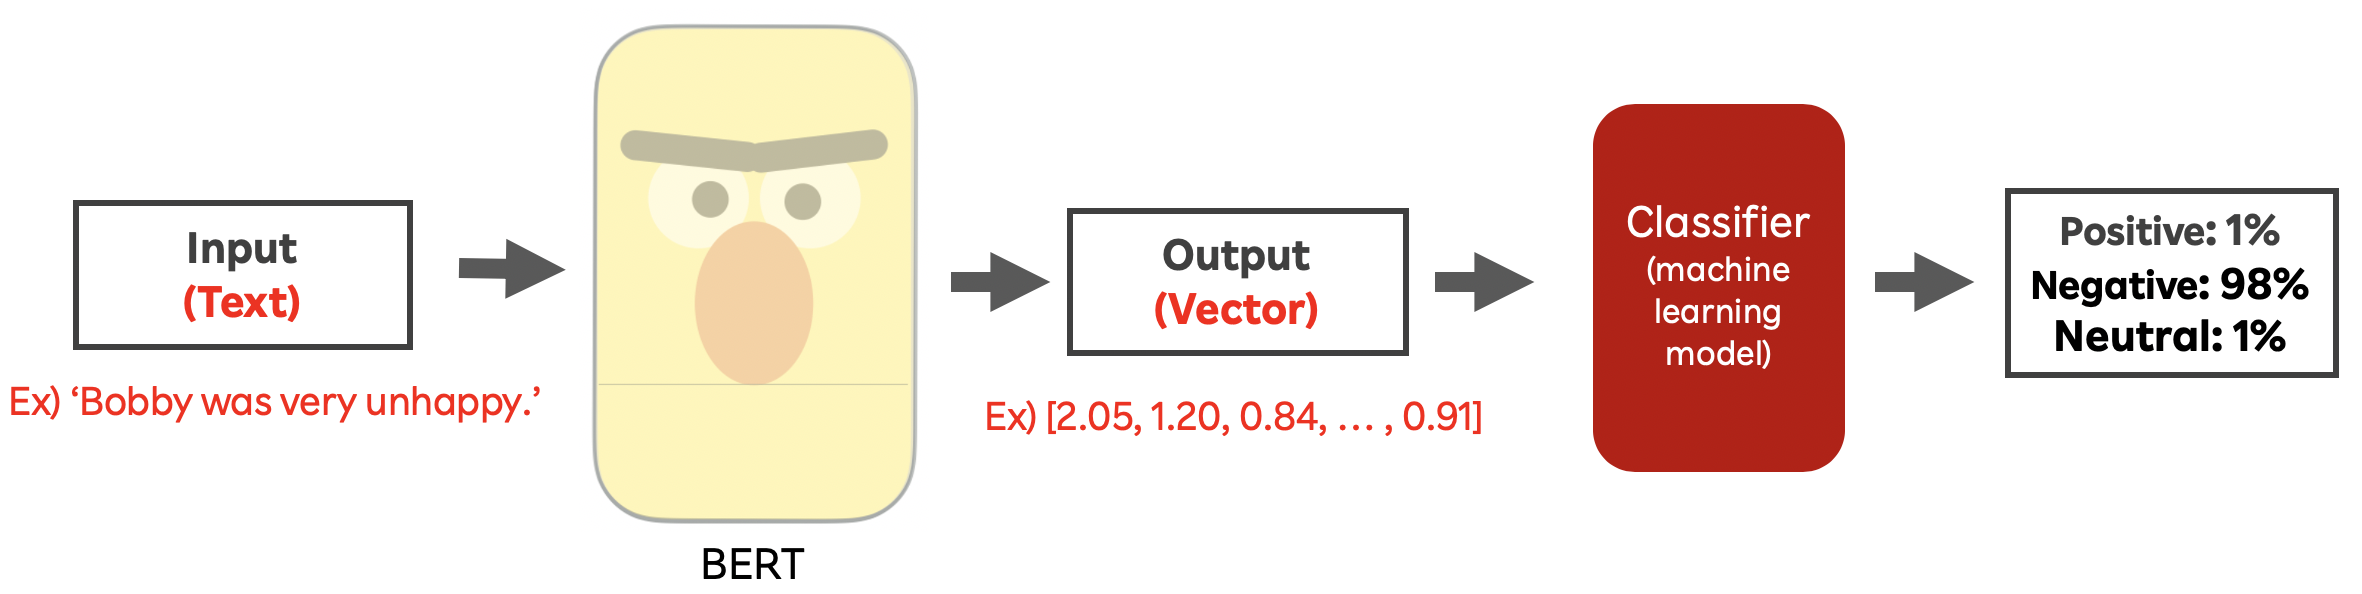 Input
(Text)
Ex) ‘Bobby was very unhappy.’
BERT
Output
(Vector)
Ex) [2.05, 1.20, 0.84, … , 0.91]
Classifier
(machine
learning
model)
Positive: 1%
Negative: 98%
Neutral: 1%